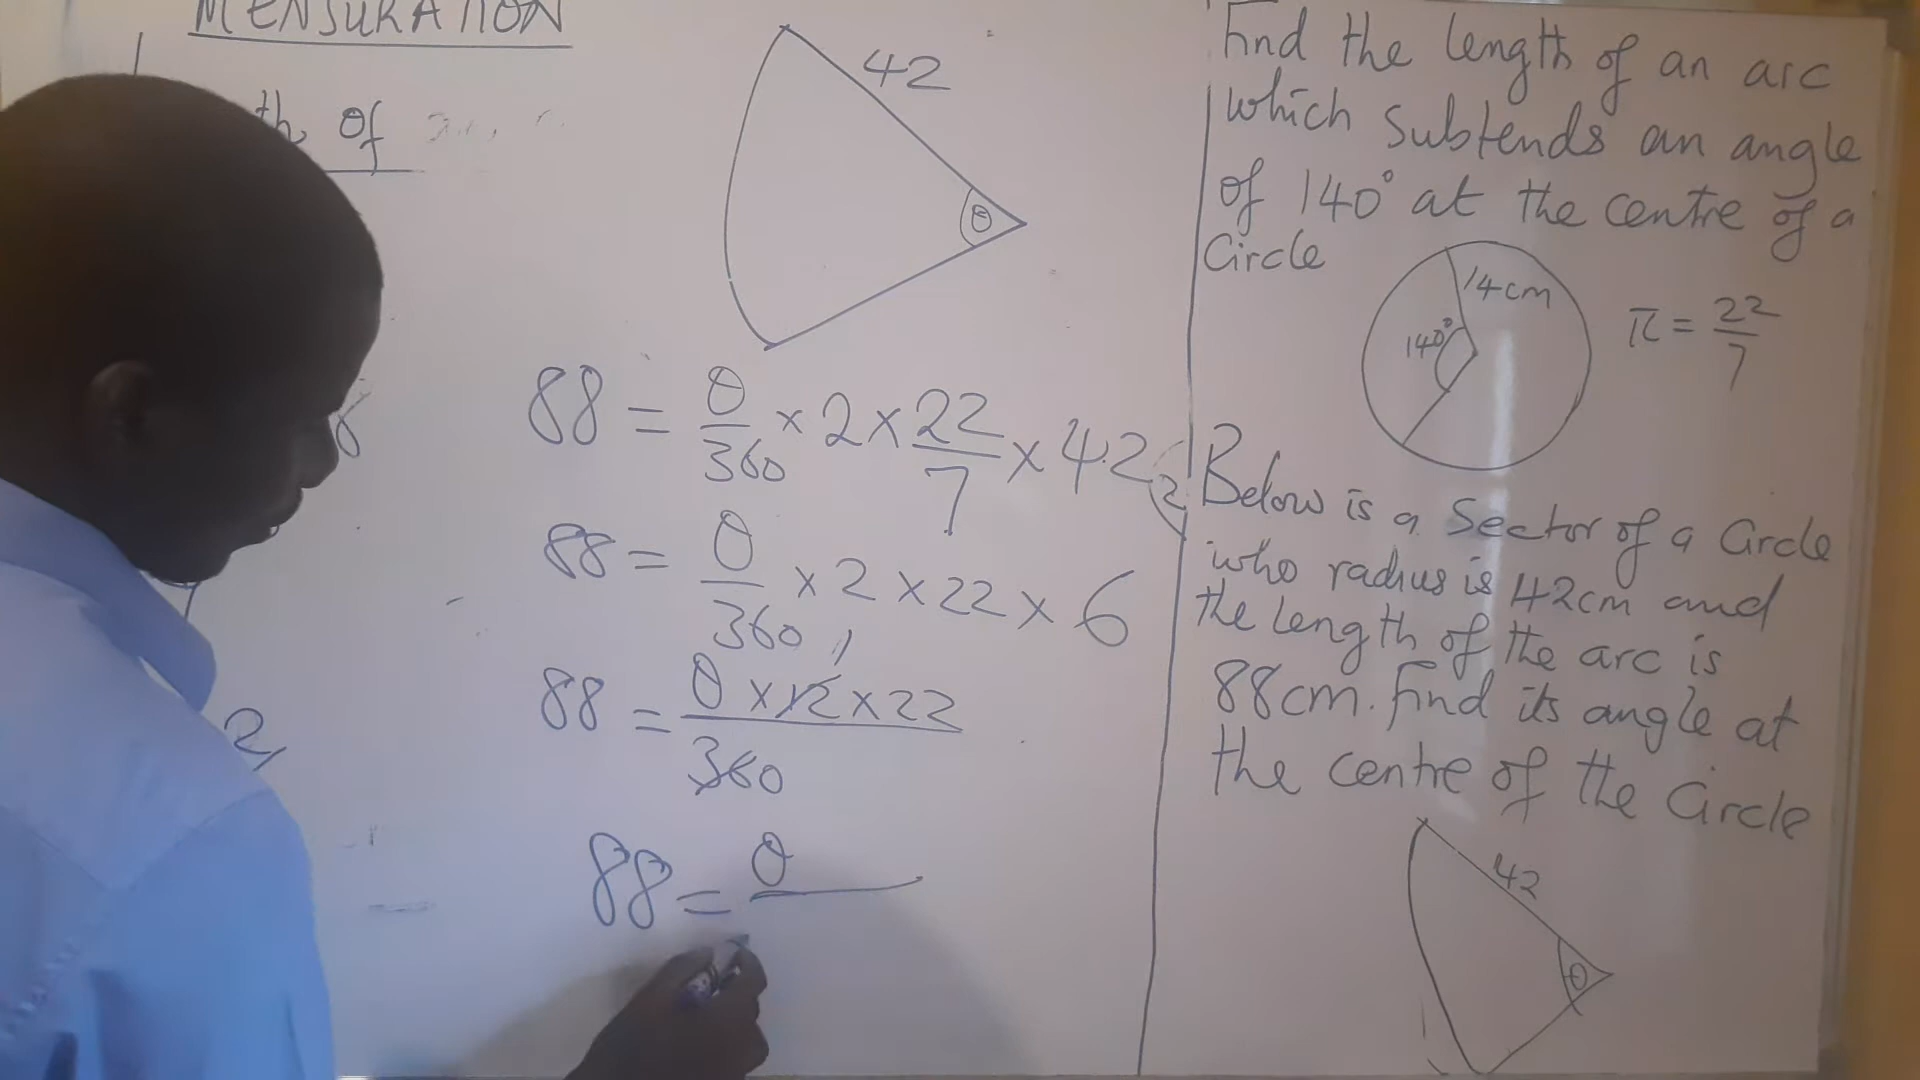 MENSURATION
of
42
θ
88 = θ/360 × 2 × 22/7 × 42
2
88 = θ/360 × 2 × 22 × 6
1
88 = θ × 12 × 22 / 360
88 = θ
2
Find the length of an arc
which subtends an angle
of 140° at the centre of a
Circle
14cm
140°
π = 22/7
Below is a Sector of a Circle
who radius is 42cm and
the length of the arc is
88cm. find its angle at
the centre of the Circle
42
θ